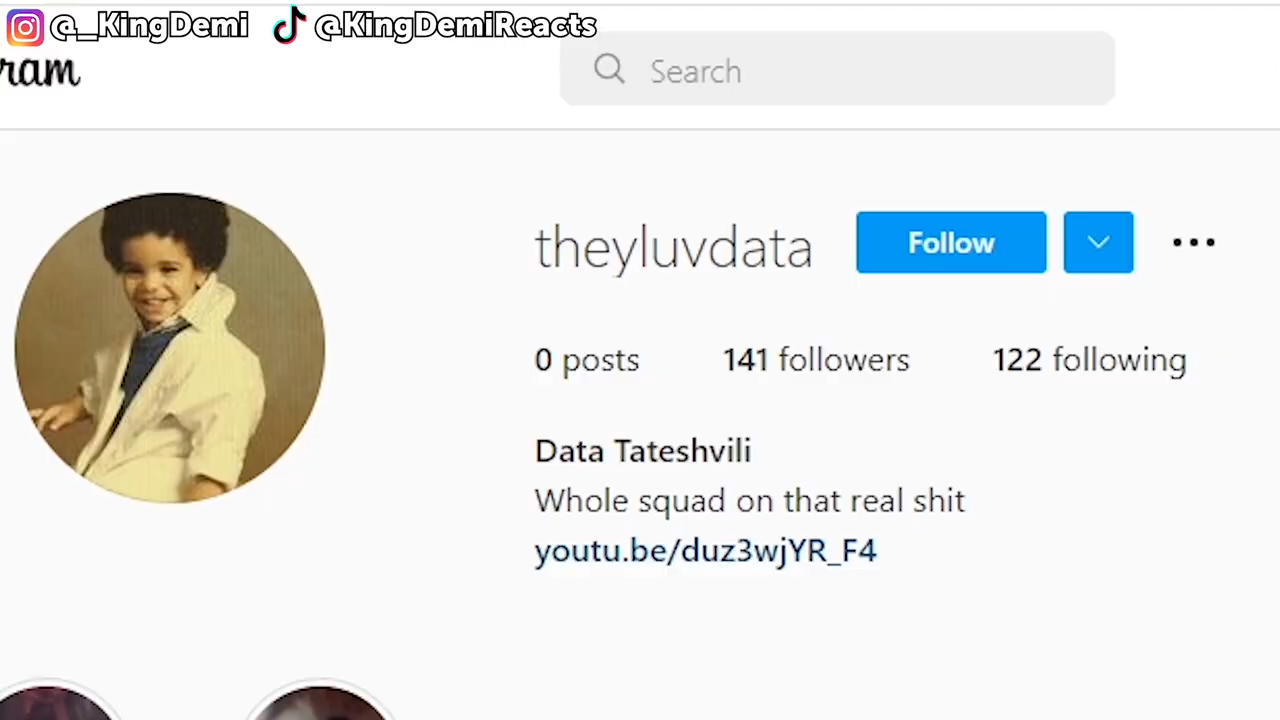 @_KingDemi @KingDemiReacts
ram
Search
theyluvdata Follow
0 posts 141 followers 122 following
Data Tateshvili
Whole squad on that real shit
youtu.be/duz3wjYR_F4